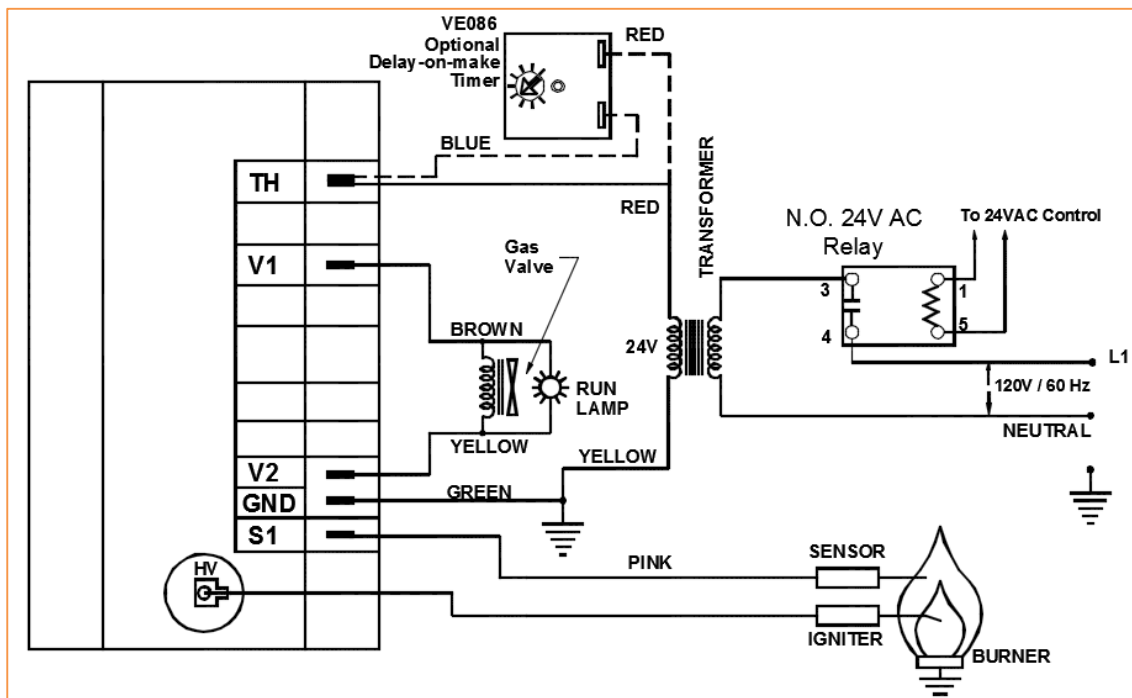 VE086
Optional
Delay-on-make
Timer
RED
BLUE
TH
RED
TRANSFORMER
N.O. 24V AC
Relay
To 24VAC Control
V1
Gas
Valve
3
1
4
5
BROWN
24V
L1
RUN
LAMP
120V / 60 Hz
YELLOW
YELLOW
NEUTRAL
V2
GREEN
GND
S1
PINK
SENSOR
HV
IGNITER
BURNER